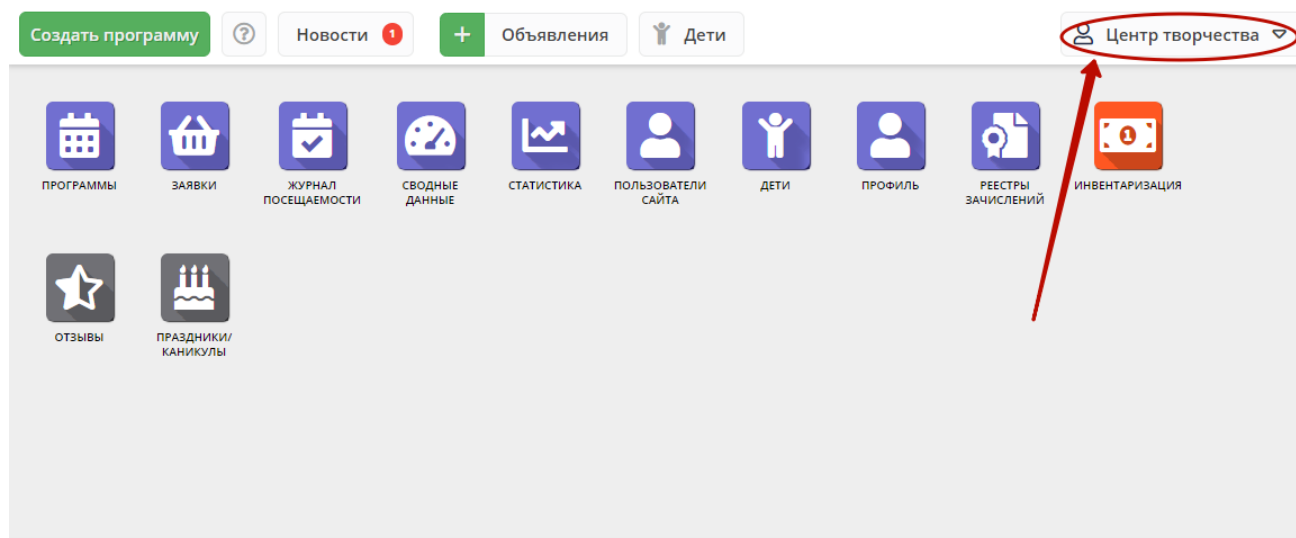 Создать программу
?
Новости 1
+ Объявления
Дети
Центр творчества
ПРОГРАММЫ
ЗАЯВКИ
ЖУРНАЛ
ПОСЕЩАЕМОСТИ
СВОДНЫЕ
ДАННЫЕ
СТАТИСТИКА
ПОЛЬЗОВАТЕЛИ
САЙТА
ДЕТИ
ПРОФИЛЬ
РЕЕСТРЫ
ЗАЧИСЛЕНИЙ
1
ИНВЕНТАРИЗАЦИЯ
ОТЗЫВЫ
ПРАЗДНИКИ/
КАНИКУЛЫ